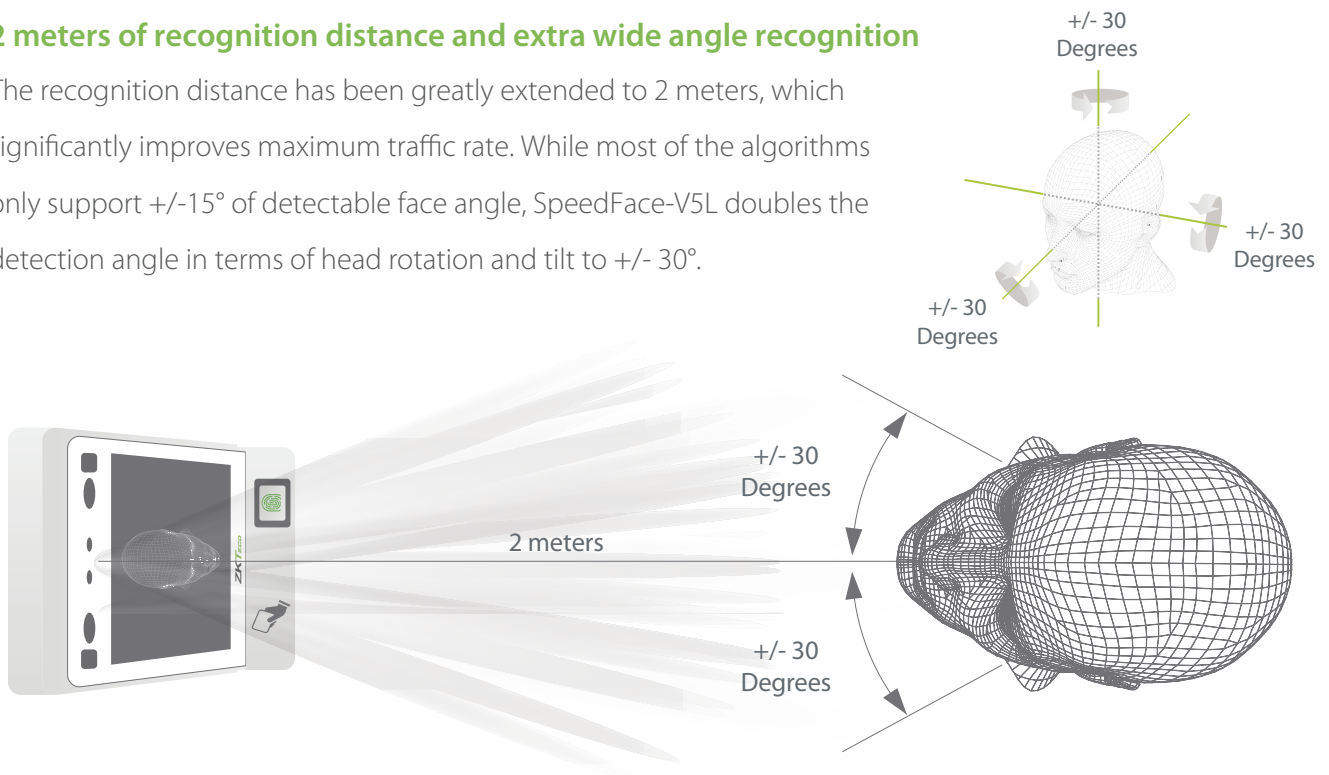 2 meters of recognition distance and extra wide angle recognition
The recognition distance has been greatly extended to 2 meters, which
significantly improves maximum traffic rate. While most of the algorithms
only support +/-15° of detectable face angle, SpeedFace-V5L doubles the
detection angle in terms of head rotation and tilt to +/- 30°.
+/- 30
Degrees
+/- 30
Degrees
+/- 30
Degrees
+/- 30
Degrees
2 meters
ZKTECO
+/- 30
Degrees